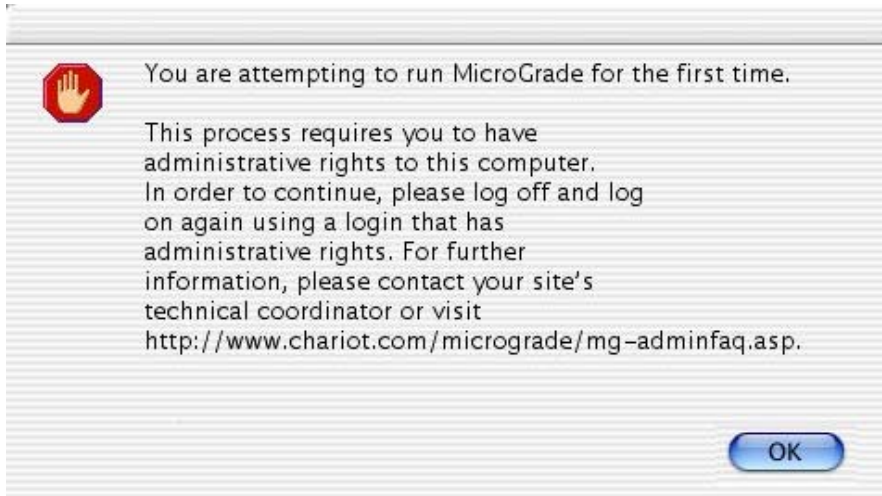 You are attempting to run MicroGrade for the first time.
This process requires you to have
administrative rights to this computer.
In order to continue, please log off and log
on again using a login that has
administrative rights. For further
information, please contact your site's
technical coordinator or visit
http://www.chariot.com/micrograde/mg-adminfaq.asp.
OK